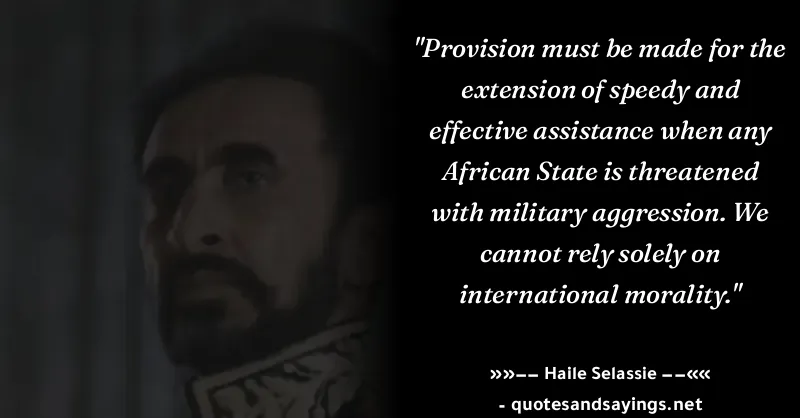 "Provision must be made for the
extension of speedy and
effective assistance when any
African State is threatened
with military aggression. We
cannot rely solely on
international morality."
»»−− Haile Selassie −−««
- quotesandsayings.net